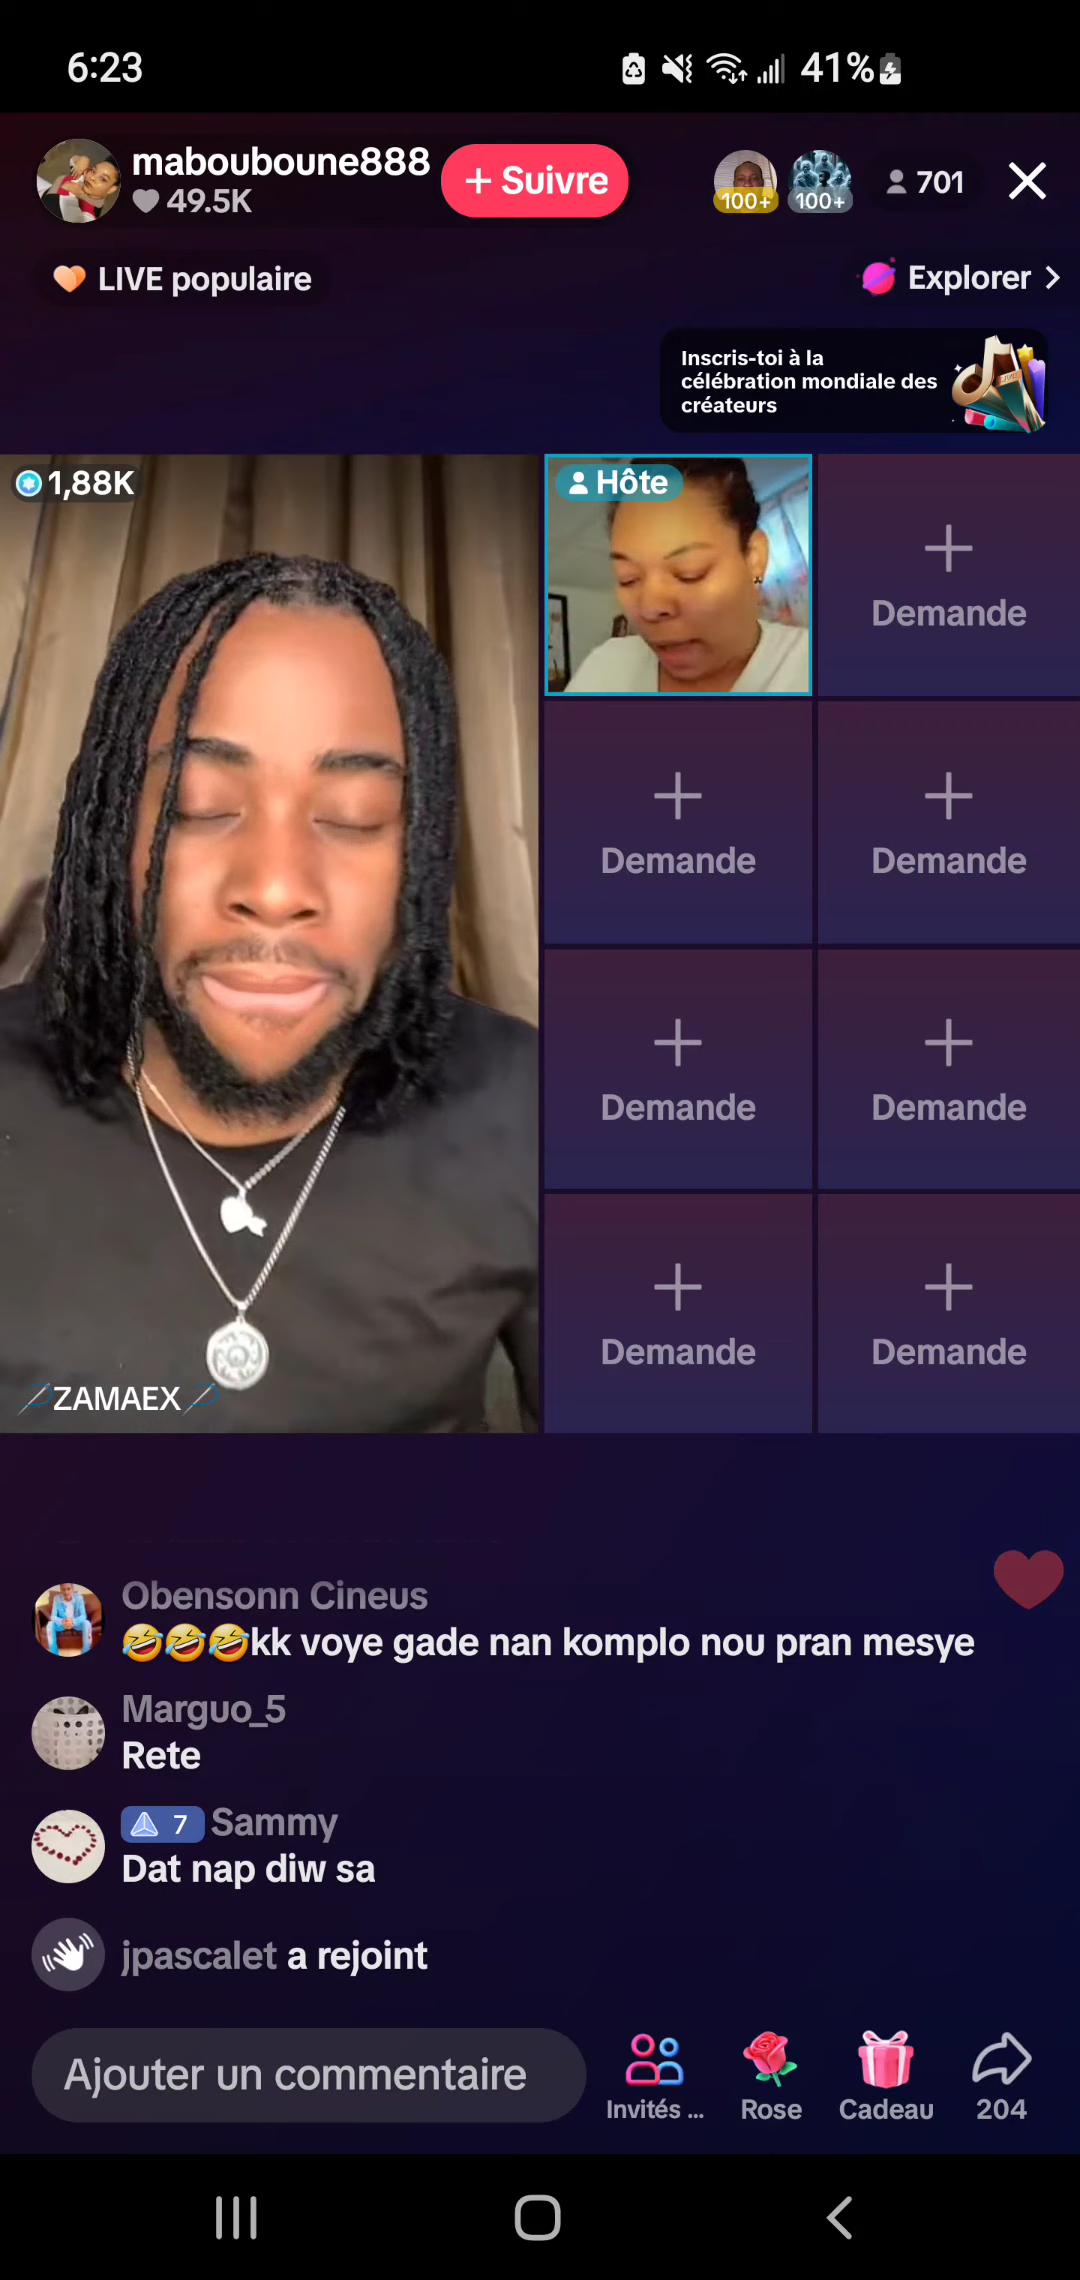 6:23
41%
mabouboune888
49.5K
+ Suivre
100+
100+
701
LIVE populaire
Explorer
Inscris-toi à la
célébration mondiale des
créateurs
1,88K
Hôte
Demande
Demande
Demande
Demande
Demande
Demande
Demande
ZAMAEX
Obensonn Cineus
🤣🤣🤣kk voye gade nan komplo nou pran mesye
Marguo_5
Rete
7 Sammy
Dat nap diw sa
jpascalet a rejoint
Ajouter un commentaire
Invités ...
Rose
Cadeau
204